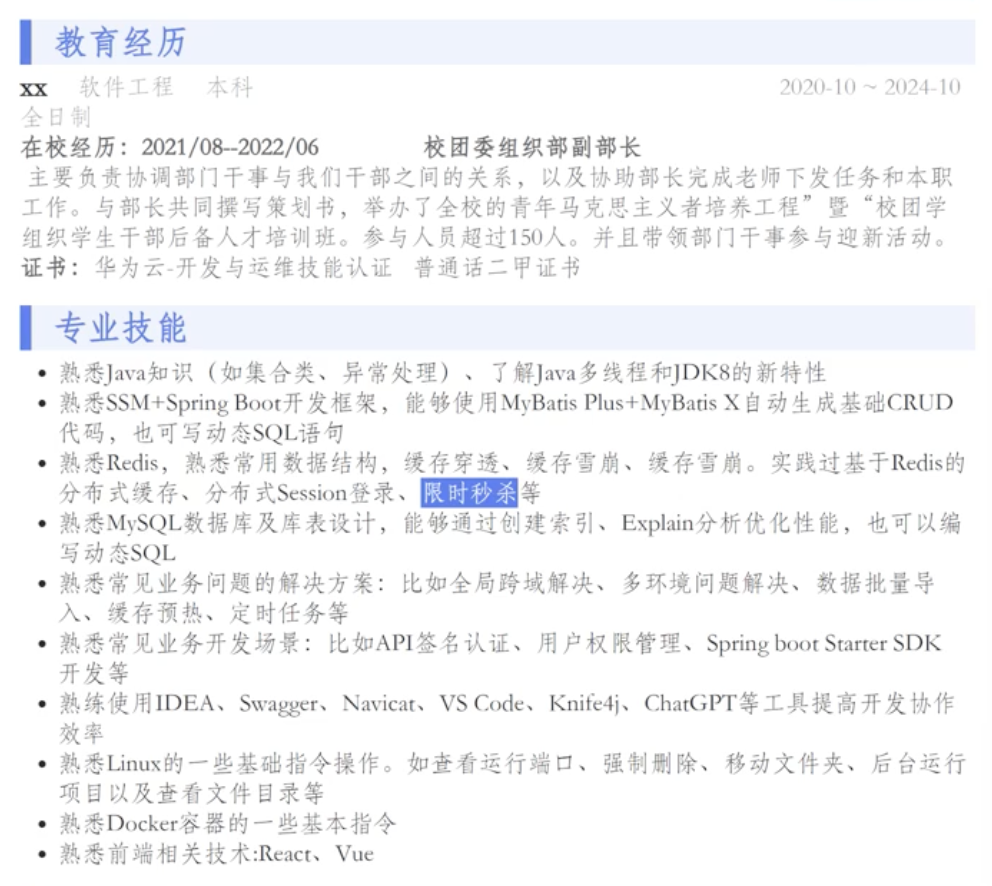 教育经历
xx 软件工程 本科 2020-10 ~ 2024-10
全日制
在校经历：2021/08--2022/06 校团委组织部副部长
主要负责协调部门干事与我们干部之间的关系，以及协助部长完成老师下发任务和本职
工作。与部长共同撰写策划书，举办了全校的青年马克思主义者培养工程”暨“校团学
组织学生干部后备人才培训班。参与人员超过150人。并且带领部门干事参与迎新活动。
证书：华为云-开发与运维技能认证 普通话二甲证书
专业技能
• 熟悉Java知识（如集合类、异常处理）、了解Java多线程和JDK8的新特性
• 熟悉SSM+Spring Boot开发框架，能够使用MyBatis Plus+MyBatis X自动生成基础CRUD
代码，也可写动态SQL语句
• 熟悉Redis，熟悉常用数据结构，缓存穿透、缓存雪崩、缓存雪崩。实践过基于Redis的
分布式缓存、分布式Session登录、限时秒杀等
• 熟悉MySQL数据库及库表设计，能够通过创建索引、Explain分析优化性能，也可以编
写动态SQL
• 熟悉常见业务问题的解决方案：比如全局跨域解决、多环境问题解决、数据批量导
入、缓存预热、定时任务等
• 熟悉常见业务开发场景：比如API签名认证、用户权限管理、Spring boot Starter SDK
开发等
• 熟练使用IDEA、Swagger、Navicat、VS Code、Knife4j、ChatGPT等工具提高开发协作
效率
• 熟悉Linux的一些基础指令操作。如查看运行端口、强制删除、移动文件夹、后台运行
项目以及查看文件目录等
• 熟悉Docker容器的一些基本指令
• 熟悉前端相关技术:React、Vue